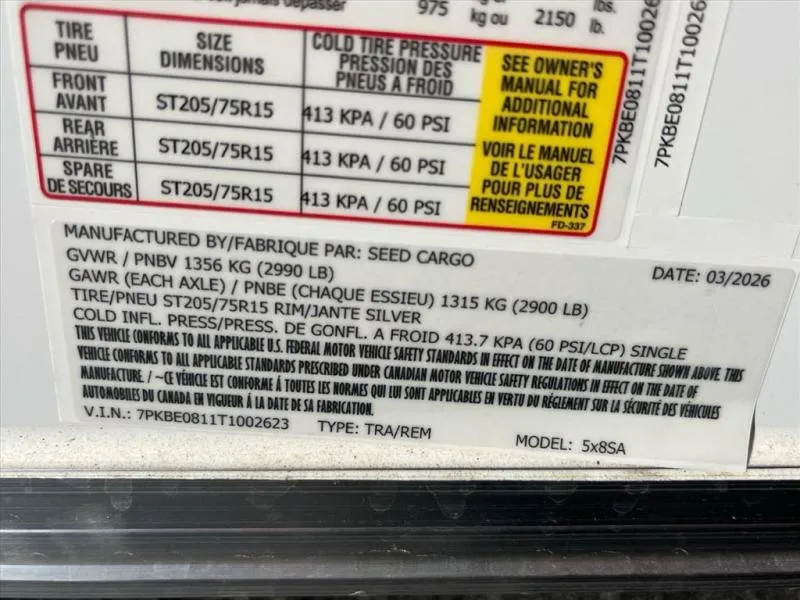 jamais dépasser 975 kg ou 2150 lbs.
lb.
TIRE PNEU SIZE DIMENSIONS COLD TIRE PRESSURE PRESSION DES PNEUS A FROID
FRONT AVANT ST205/75R15 413 KPA / 60 PSI
REAR ARRIÈRE ST205/75R15 413 KPA / 60 PSI
SPARE DE SECOURS ST205/75R15 413 KPA / 60 PSI
SEE OWNER'S
MANUAL FOR
ADDITIONAL
INFORMATION
VOIR LE MANUEL
DE L'USAGER
POUR PLUS DE
RENSEIGNEMENTS
FD-337
7PKBE0811T10026
7PKBE0811T10026
MANUFACTURED BY/FABRIQUE PAR: SEED CARGO DATE: 03/2026
GVWR / PNBV 1356 KG (2990 LB)
GAWR (EACH AXLE) / PNBE (CHAQUE ESSIEU) 1315 KG (2900 LB)
TIRE/PNEU ST205/75R15 RIM/JANTE SILVER
COLD INFL. PRESS/PRESS. DE GONFL. A FROID 413.7 KPA (60 PSI/LCP) SINGLE
THIS VEHICLE CONFORMS TO ALL APPLICABLE U.S. FEDERAL MOTOR VEHICLE SAFETY STANDARDS IN EFFECT ON THE DATE OF MANUFACTURE SHOWN ABOVE. THIS
VEHICLE CONFORMS TO ALL APPLICABLE STANDARDS PRESCRIBED UNDER CANADIAN MOTOR VEHICLE SAFETY REGULATIONS IN EFFECT ON THE DATE OF
MANUFACTURE. / ~CE VÉHICULE EST CONFORME À TOUTES LES NORMES QUI LUI SONT APPLICABLES EN VERTU DU RÉGLEMENT SUR LA SÉCURITÉ DES VÉHICULES
AUTOMOBILES DU CANADA EN VIGUEUR À LA DATE DE SA FABRICATION.
V.I.N.: 7PKBE0811T1002623 TYPE: TRA/REM MODEL: 5x8SA